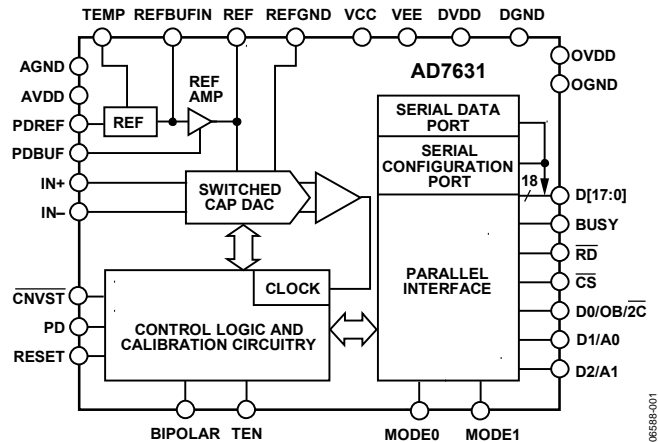 TEMP REFBUFIN REF REFGND VCC VEE DVDD DGND
AGND
AVDD
PDREF
PDBUF
IN+
IN–
CNVST
PD
RESET
REF
REF
AMP
SWITCHED
CAP DAC
CLOCK
CONTROL LOGIC AND
CALIBRATION CIRCUITRY
AD7631
SERIAL DATA
PORT
SERIAL
CONFIGURATION
PORT
18
PARALLEL
INTERFACE
OVDD
OGND
D[17:0]
BUSY
RD
CS
D0/OB/2C
D1/A0
D2/A1
BIPOLAR TEN MODE0 MODE1
06588-001